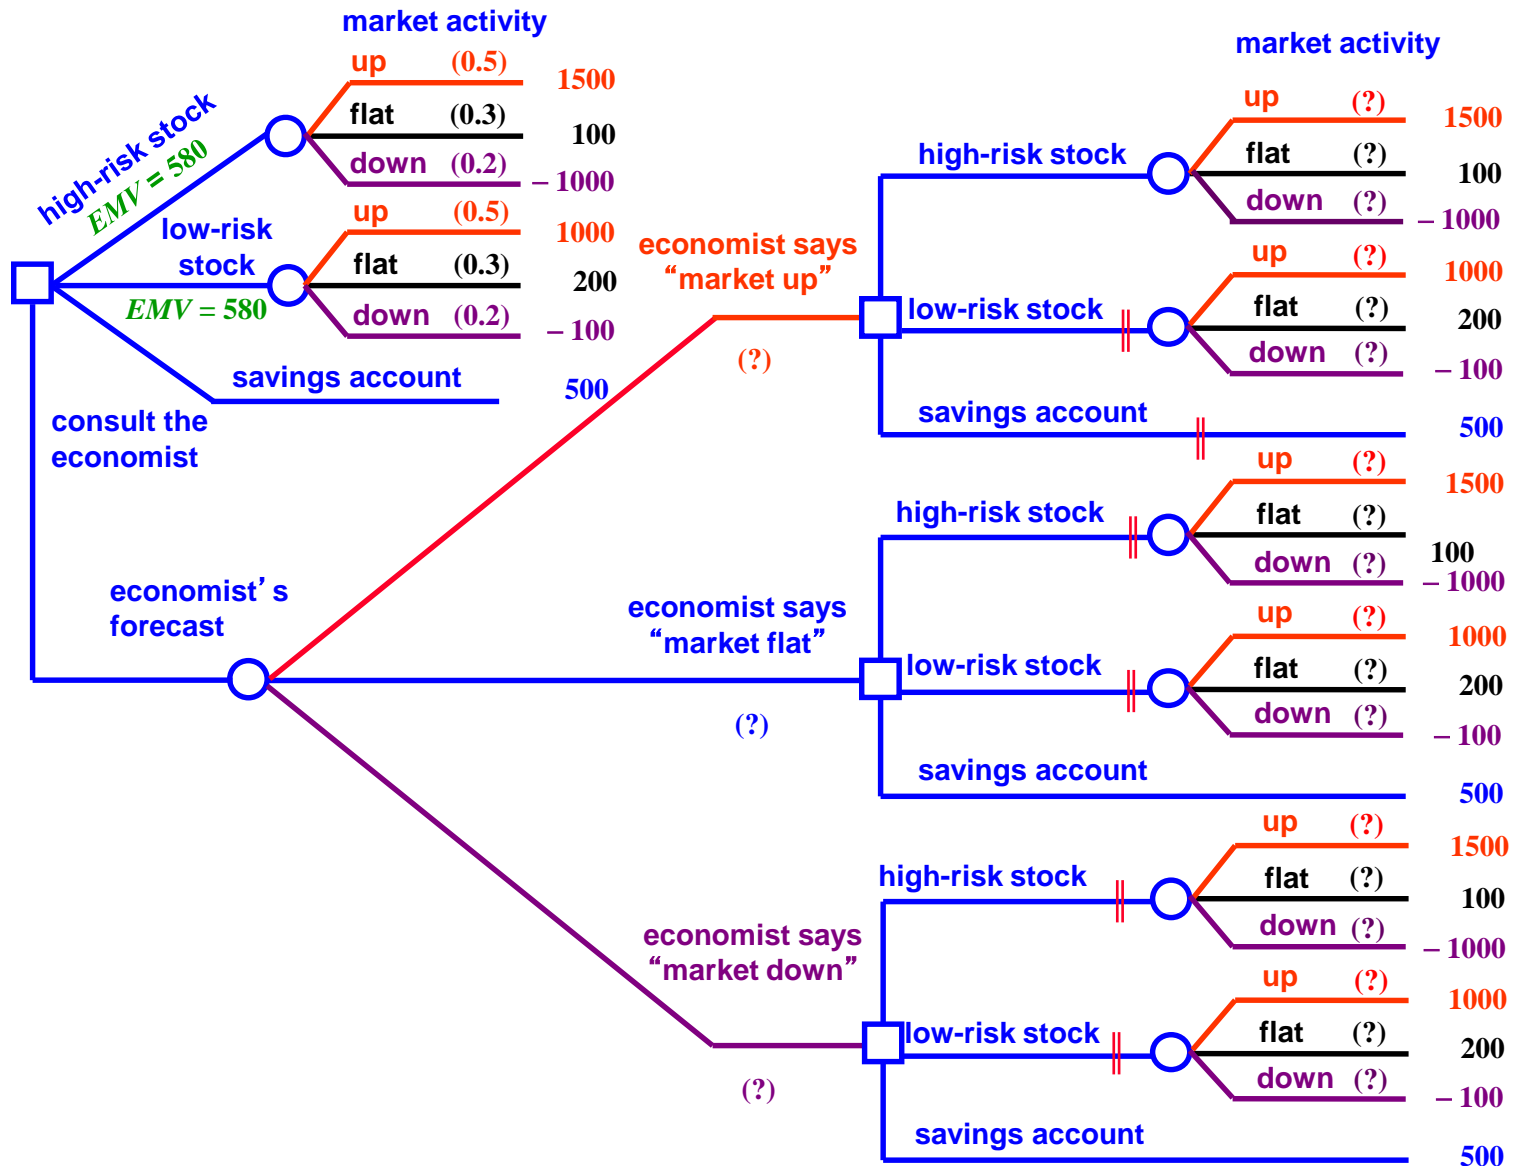 market activity
up (0.5) 1500
flat (0.3) 100
down (0.2) – 1000
high-risk stock
EMV = 580
low-risk
stock
EMV = 580
up (0.5) 1000
flat (0.3) 200
down (0.2) – 100
savings account 500
consult the
economist
economist’s
forecast
economist says
“market up”
(?)
economist says
“market flat”
(?)
economist says
“market down”
(?)
market activity
high-risk stock
up (?) 1500
flat (?) 100
down (?) – 1000
low-risk stock
up (?) 1000
flat (?) 200
down (?) – 100
savings account 500
high-risk stock
up (?) 1500
flat (?) 100
down (?) – 1000
low-risk stock
up (?) 1000
flat (?) 200
down (?) – 100
savings account 500
high-risk stock
up (?) 1500
flat (?) 100
down (?) – 1000
low-risk stock
up (?) 1000
flat (?) 200
down (?) – 100
savings account 500